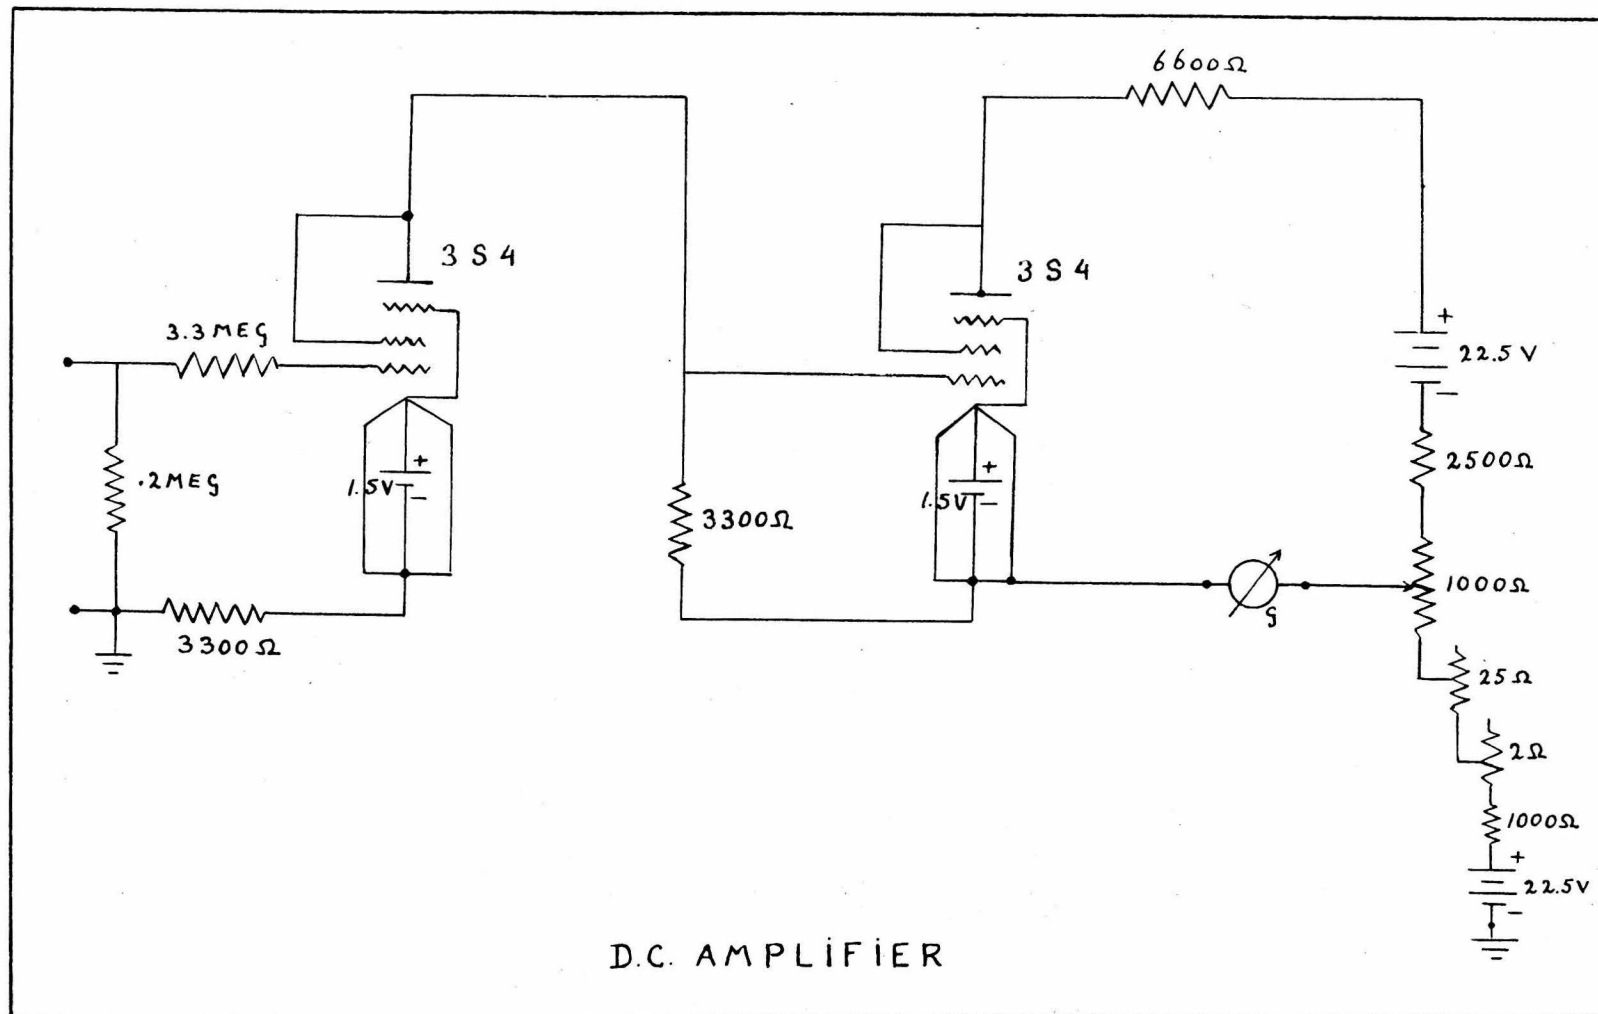 6600Ω
3 S 4
3 S 4
3.3 MEG
+
22.5 V
−
.2 MEG
+
1.5V
−
+
1.5V
−
2500Ω
3300Ω
1000Ω
G
3300Ω
25Ω
2Ω
1000Ω
+
22.5V
−
D.C. AMPLIFIER